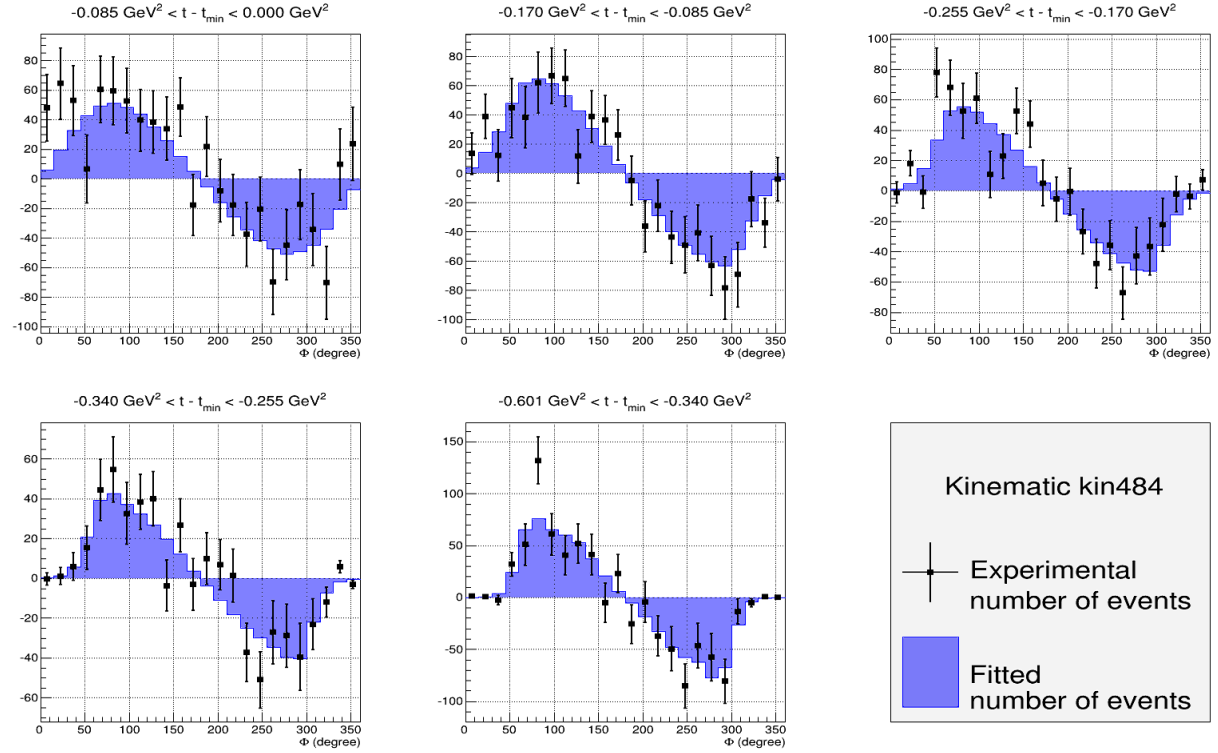 -0.085 GeV² < t - t_min < 0.000 GeV²
80
60
40
20
0
-20
-40
-60
-80
-100
0 50 100 150 200 250 300 350
Φ (degree)
-0.170 GeV² < t - t_min < -0.085 GeV²
80
60
40
20
0
-20
-40
-60
-80
-100
0 50 100 150 200 250 300 350
Φ (degree)
-0.255 GeV² < t - t_min < -0.170 GeV²
100
80
60
40
20
0
-20
-40
-60
-80
0 50 100 150 200 250 300 350
Φ (degree)
-0.340 GeV² < t - t_min < -0.255 GeV²
60
40
20
0
-20
-40
-60
0 50 100 150 200 250 300 350
Φ (degree)
-0.601 GeV² < t - t_min < -0.340 GeV²
150
100
50
0
-50
-100
0 50 100 150 200 250 300 350
Φ (degree)
Kinematic kin484
Experimental
number of events
Fitted
number of events